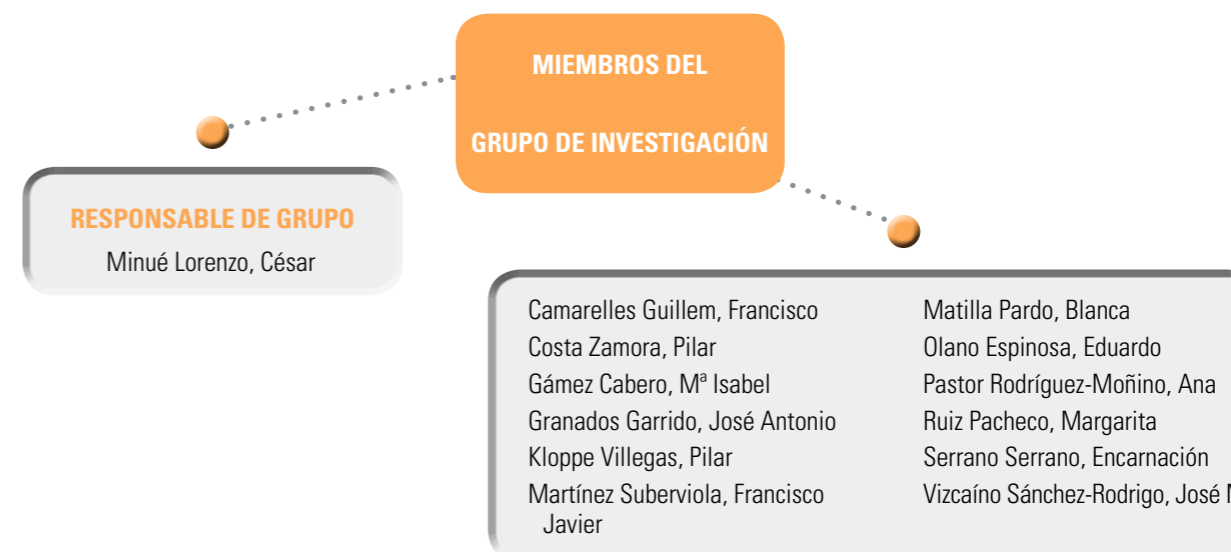 MIEMBROS DEL
GRUPO DE INVESTIGACIÓN
RESPONSABLE DE GRUPO
Minué Lorenzo, César
Camarelles Guillem, Francisco
Costa Zamora, Pilar
Gámez Cabero, Mª Isabel
Granados Garrido, José Antonio
Kloppe Villegas, Pilar
Martínez Suberviola, Francisco
Javier
Matilla Pardo, Blanca
Olano Espinosa, Eduardo
Pastor Rodríguez-Moñino, Ana
Ruiz Pacheco, Margarita
Serrano Serrano, Encarnación
Vizcaíno Sánchez-Rodrigo, José